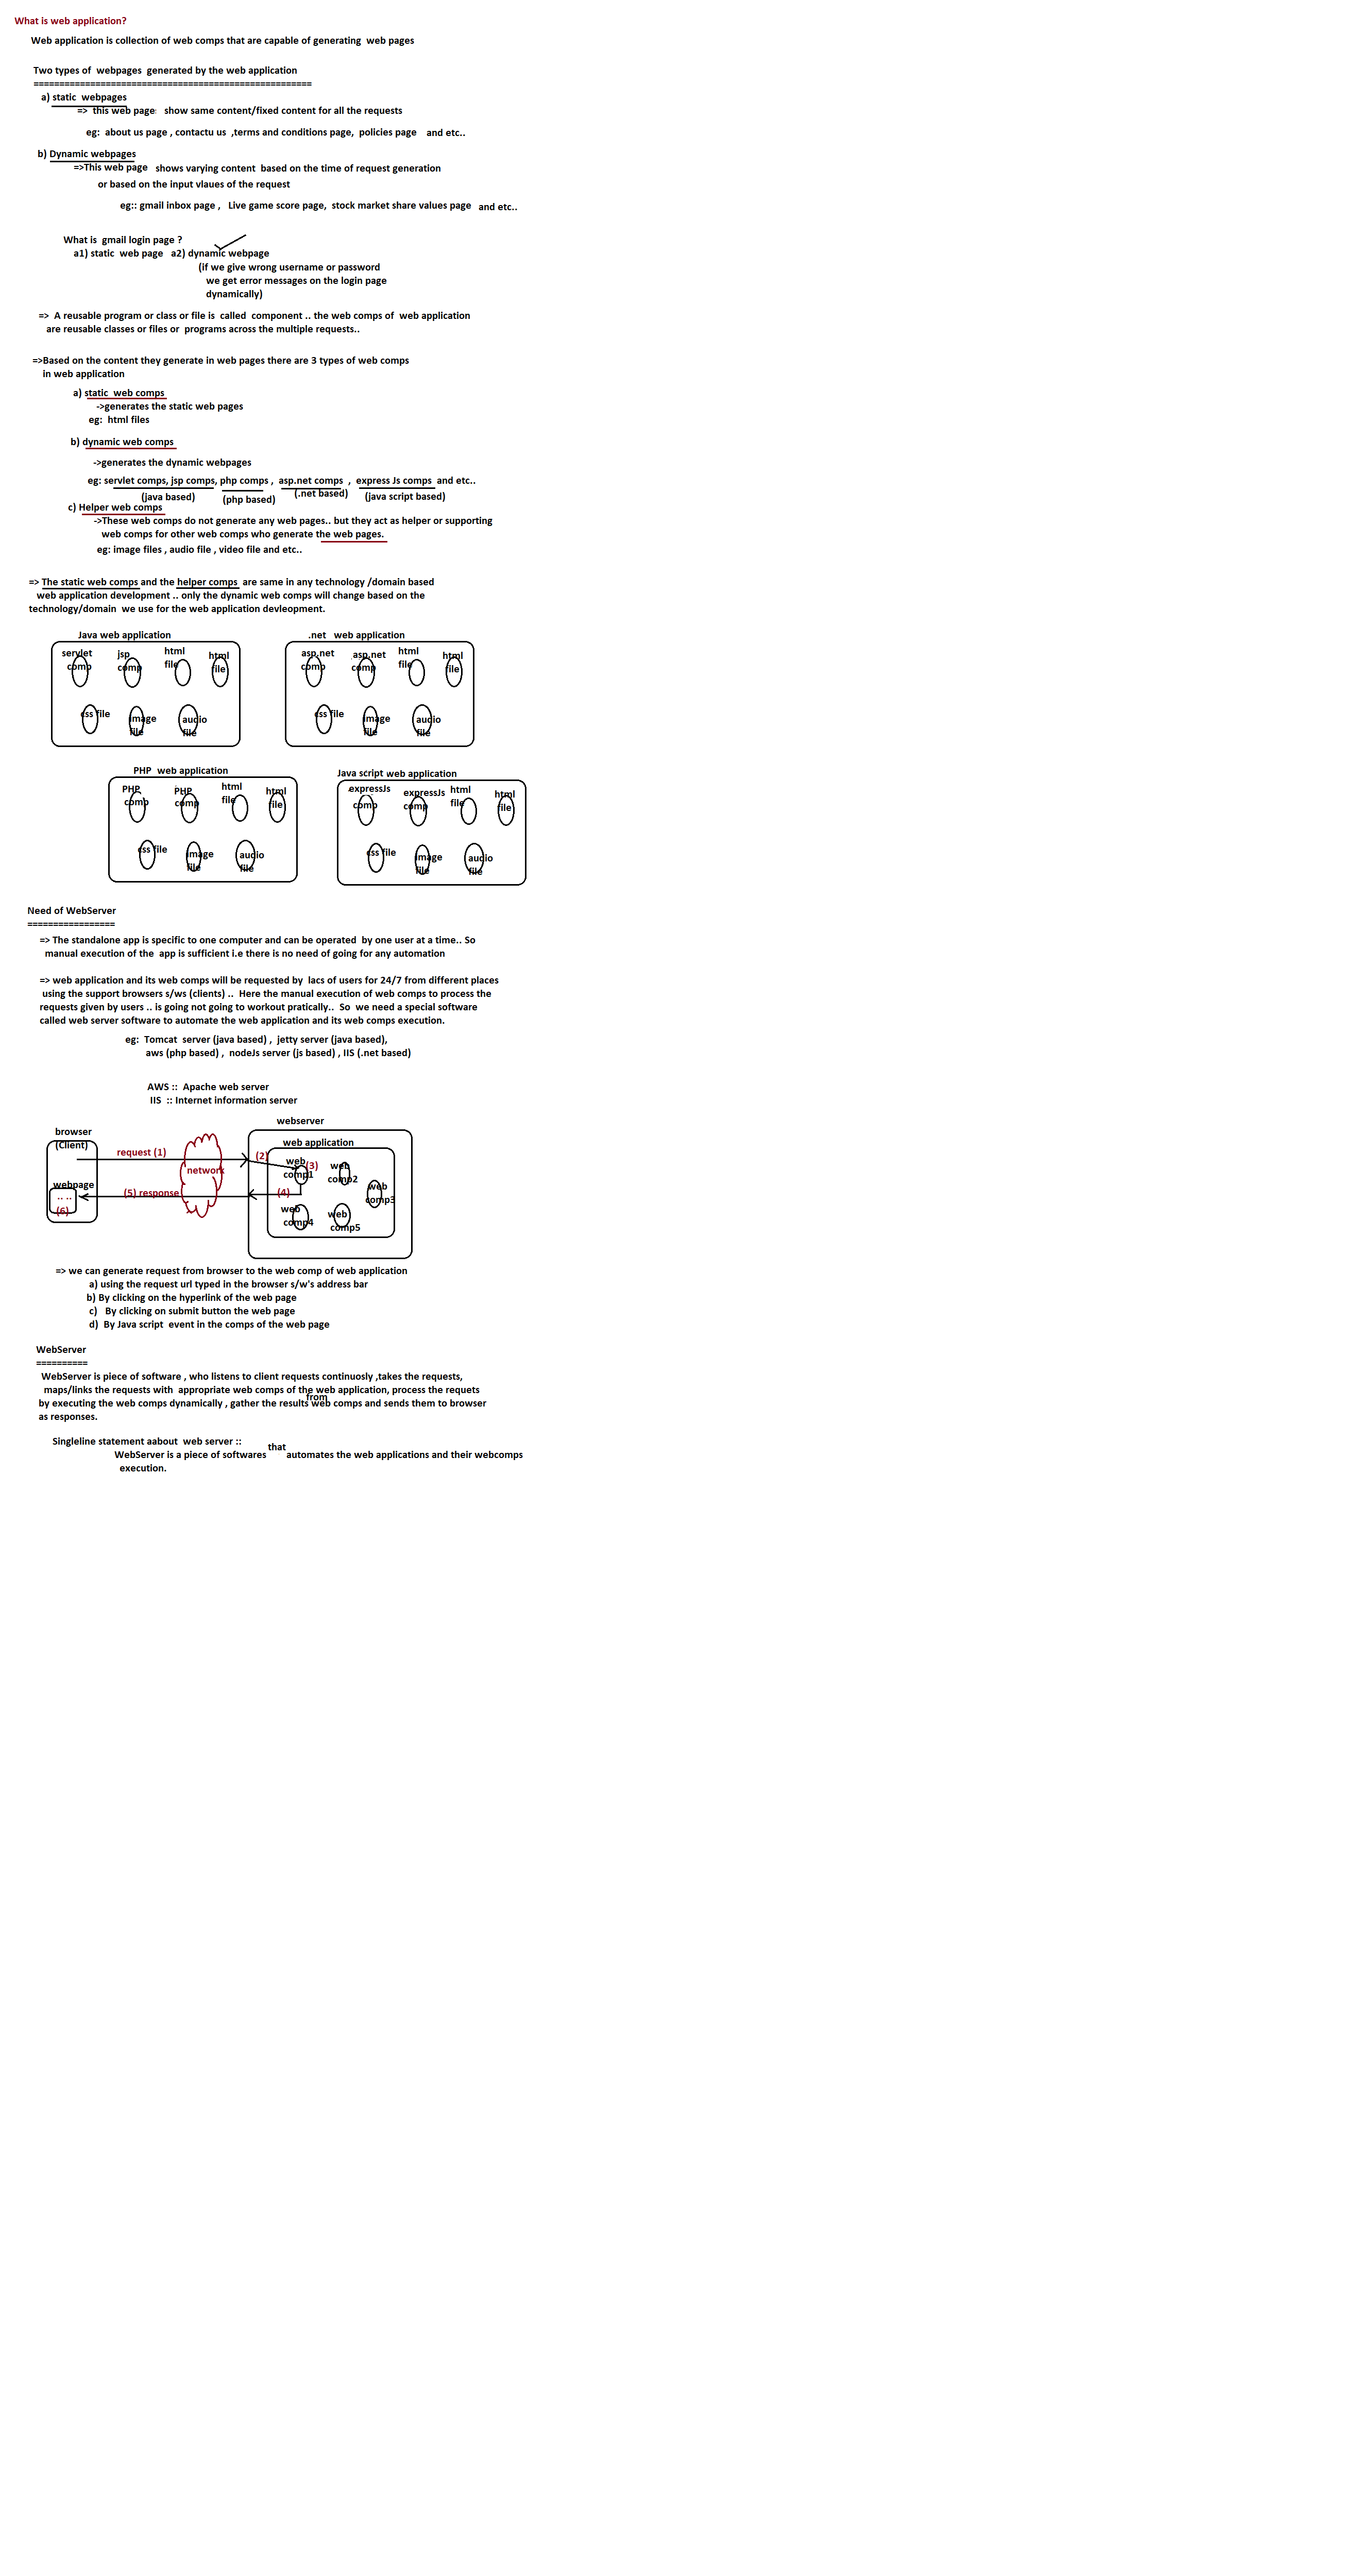 What is web application?
Web application is collection of web comps that are capable of generating web pages
Two types of webpages generated by the web application
======================================================
a) static webpages
=> this web page show same content/fixed content for all the requests
eg: about us page , contactu us ,terms and conditions page, policies page and etc..
b) Dynamic webpages
=>This web page shows varying content based on the time of request generation
or based on the input vlaues of the request
eg:: gmail inbox page , Live game score page, stock market share values page and etc..
What is gmail login page ?
a1) static web page a2) dynamic webpage
(if we give wrong username or password
we get error messages on the login page
dynamically)
=> A reusable program or class or file is called component .. the web comps of web application
are reusable classes or files or programs across the multiple requests..
=>Based on the content they generate in web pages there are 3 types of web comps
in web application
a) static web comps
->generates the static web pages
eg: html files
b) dynamic web comps
->generates the dynamic webpages
eg: servlet comps, jsp comps, php comps , asp.net comps , express Js comps and etc..
(java based) (php based) (.net based) (java script based)
c) Helper web comps
->These web comps do not generate any web pages.. but they act as helper or supporting
web comps for other web comps who generate the web pages.
eg: image files , audio file , video file and etc..
=> The static web comps and the helper comps are same in any technology /domain based
web application development .. only the dynamic web comps will change based on the
technology/domain we use for the web application devleopment.
Java web application
servlet comp
jsp comp
html file
html file
css file
image file
audio file
.net web application
asp.net comp
asp.net comp
html file
html file
css file
image file
audio file
PHP web application
PHP comp
PHP comp
html file
html file
css file
image file
audio file
Java script web application
expressJs comp
expressJs comp
html file
html file
css file
image file
audio file
Need of WebServer
=================
=> The standalone app is specific to one computer and can be operated by one user at a time.. So
manual execution of the app is sufficient i.e there is no need of going for any automation
=> web application and its web comps will be requested by lacs of users for 24/7 from different places
using the support browsers s/ws (clients) .. Here the manual execution of web comps to process the
requests given by users .. is going not going to workout pratically.. So we need a special software
called web server software to automate the web application and its web comps execution.
eg: Tomcat server (java based) , jetty server (java based),
aws (php based) , nodeJs server (js based) , IIS (.net based)
AWS :: Apache web server
IIS :: Internet information server
webserver
browser
(Client)
web application
request (1)
network
(2)
web comp1
(3)
web comp2
web comp3
webpage
.. ..
(6)
(5) response
(4)
web comp4
web comp5
=> we can generate request from browser to the web comp of web application
a) using the request url typed in the browser s/w's address bar
b) By clicking on the hyperlink of the web page
c) By clicking on submit button the web page
d) By Java script event in the comps of the web page
WebServer
==========
WebServer is piece of software , who listens to client requests continuosly ,takes the requests,
maps/links the requests with appropriate web comps of the web application, process the requets
by executing the web comps dynamically , gather the results from web comps and sends them to browser
as responses.
Singleline statement aabout web server ::
WebServer is a piece of softwares that automates the web applications and their webcomps
execution.